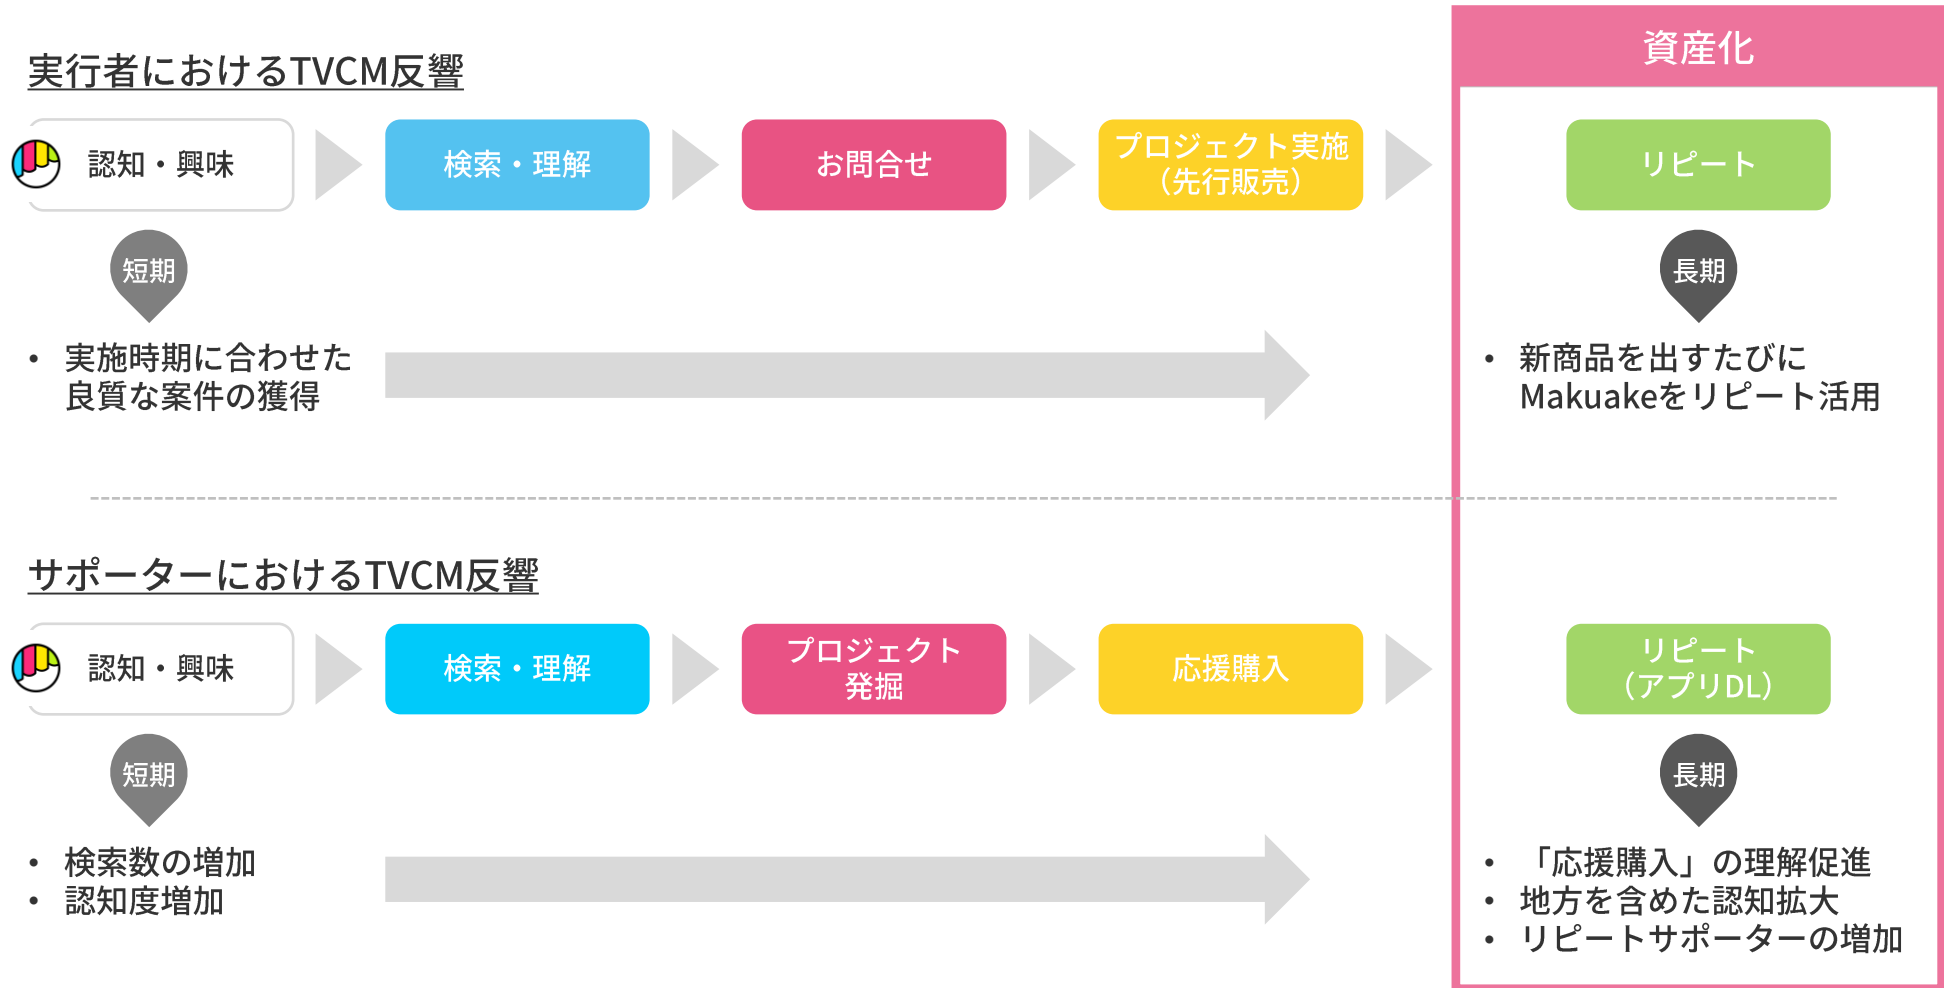 資産化
実行者におけるTVCM反響
認知・興味
検索・理解
お問合せ
プロジェクト実施
（先行販売）
リピート
短期
長期
• 実施時期に合わせた
良質な案件の獲得
• 新商品を出すたびに
Makuakeをリピート活用
サポーターにおけるTVCM反響
認知・興味
検索・理解
プロジェクト
発掘
応援購入
リピート
（アプリDL）
短期
長期
• 検索数の増加
• 認知度増加
• 「応援購入」の理解促進
• 地方を含めた認知拡大
• リピートサポーターの増加